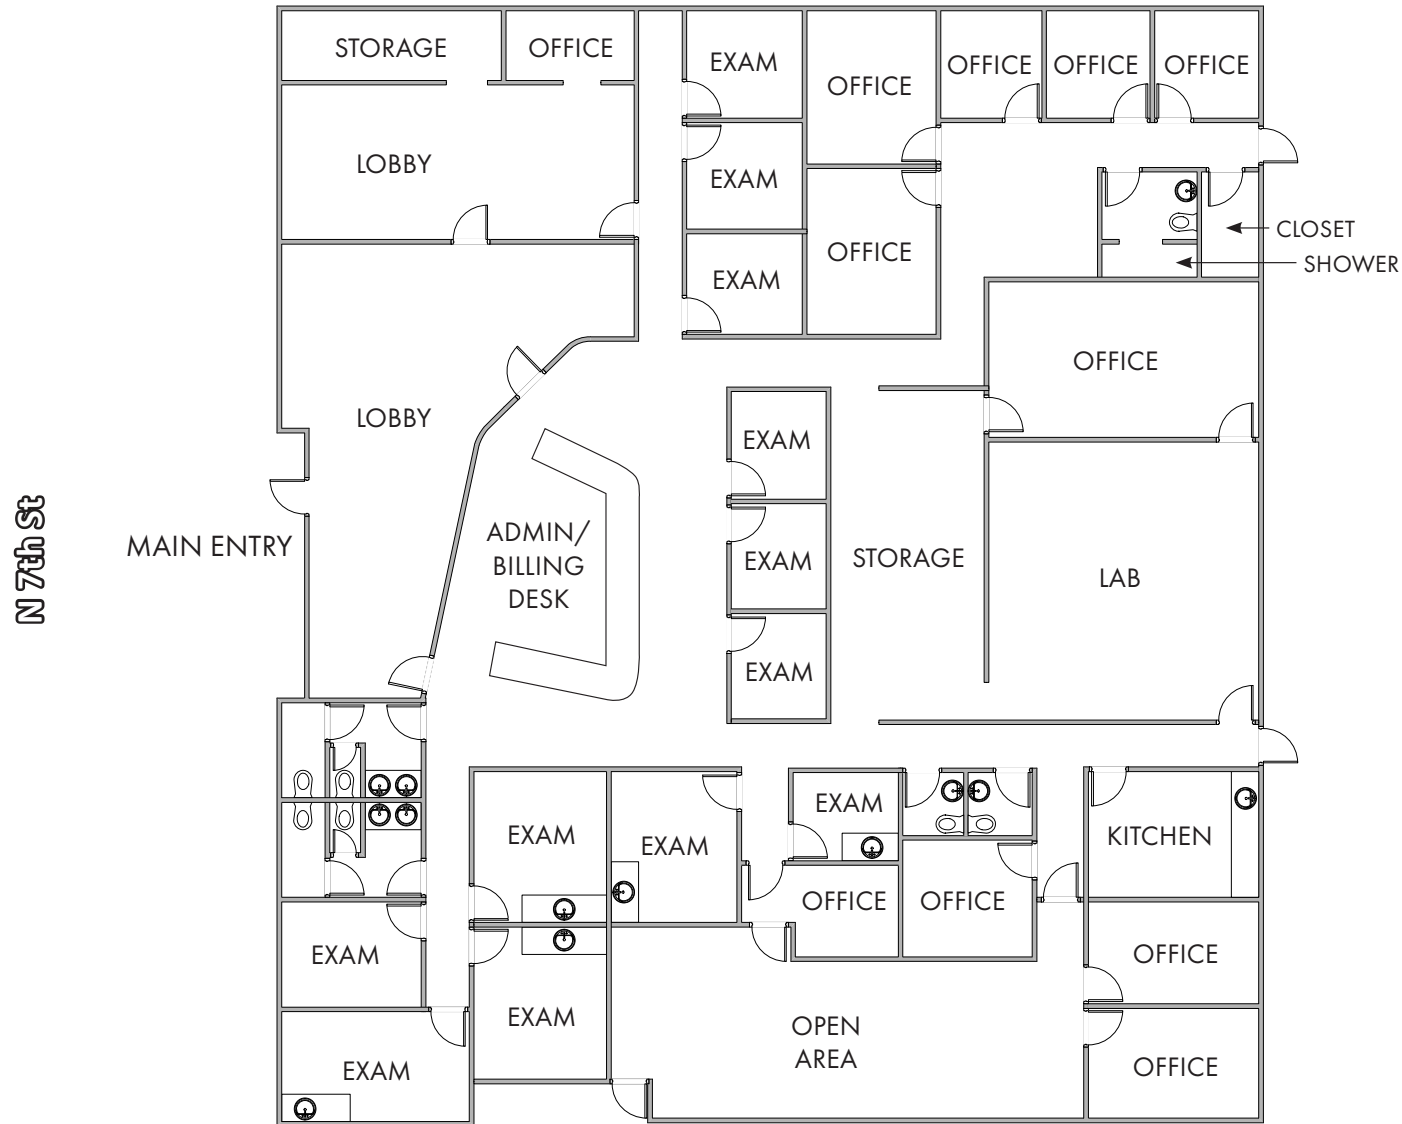 STORAGE
OFFICE
EXAM
OFFICE
OFFICE
OFFICE
OFFICE
LOBBY
EXAM
CLOSET
OFFICE
SHOWER
EXAM
OFFICE
LOBBY
EXAM
N 7th St
MAIN ENTRY
ADMIN/
BILLING
DESK
EXAM
STORAGE
LAB
EXAM
EXAM
EXAM
EXAM
KITCHEN
OFFICE
OFFICE
EXAM
OFFICE
EXAM
OPEN
AREA
EXAM
OFFICE